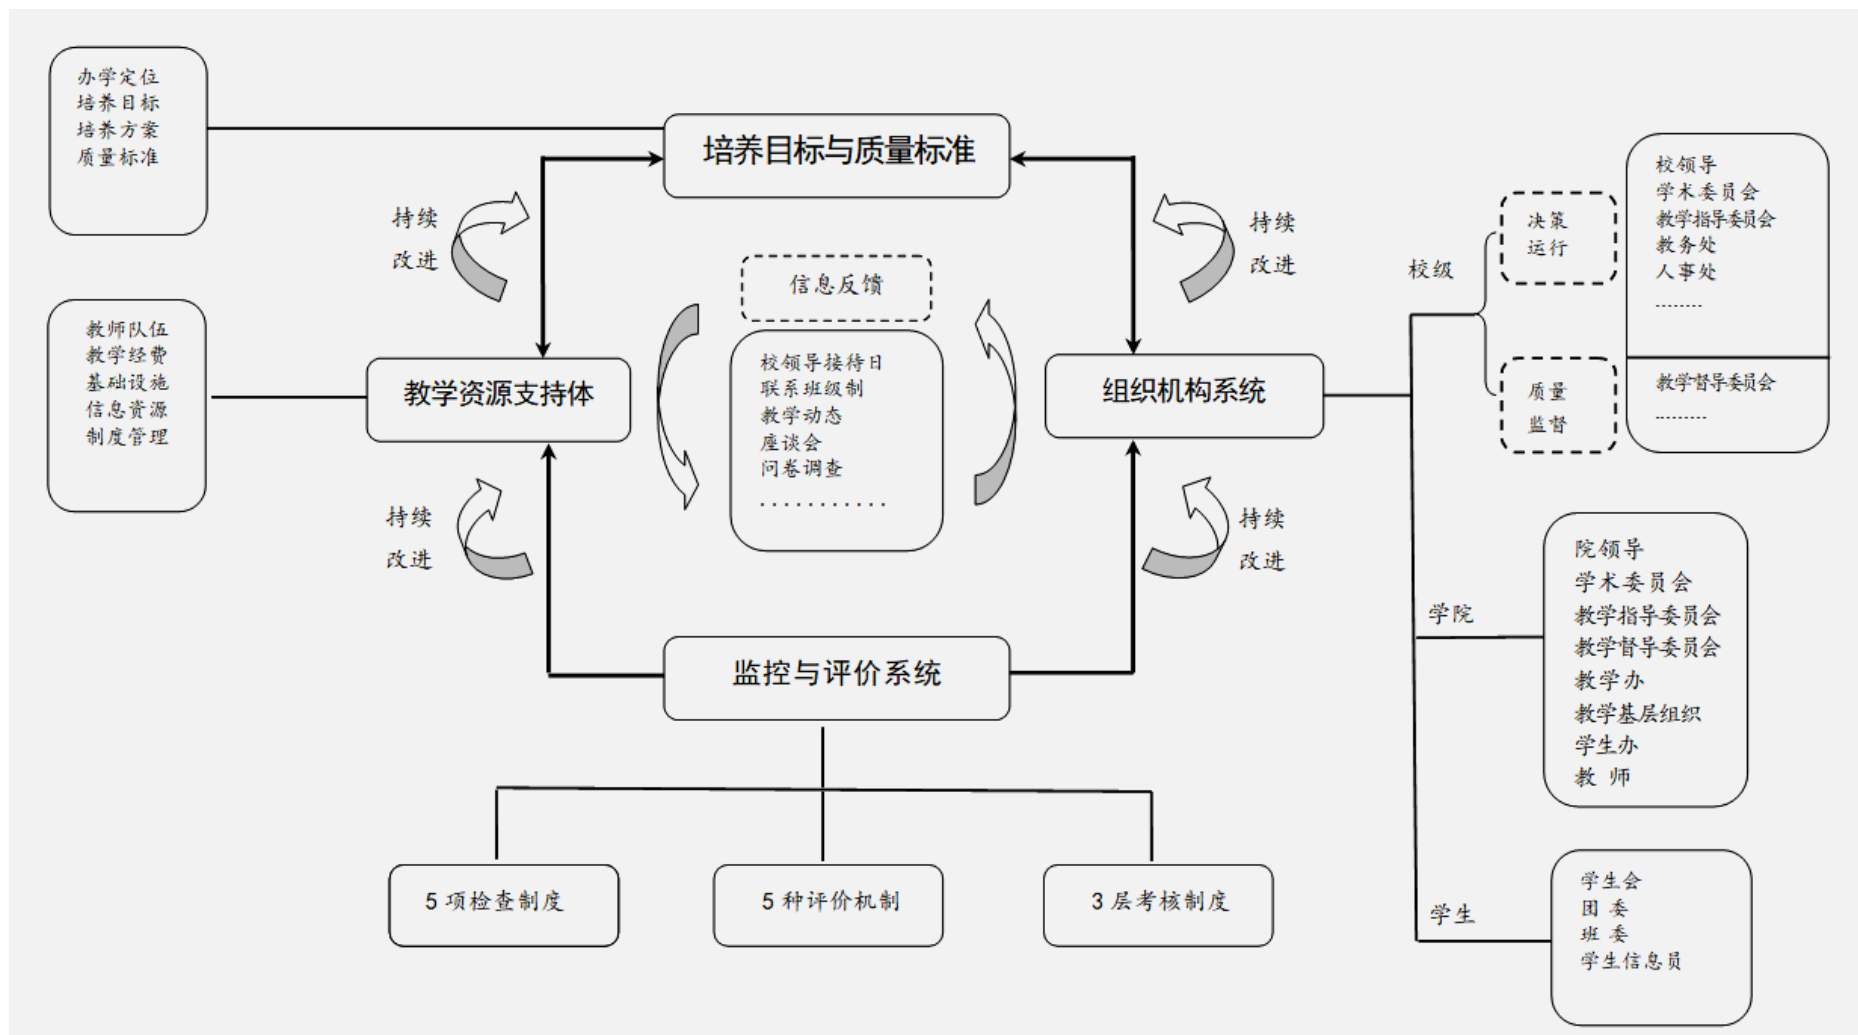 办学定位
培养目标
培养方案
质量标准
培养目标与质量标准
持续
改进
持续
改进
信息反馈
校领导接待日
联系班级制
教学动态
座谈会
问卷调查
...........
教师队伍
教学经费
基础设施
信息资源
制度管理
教学资源支持体
组织机构系统
持续
改进
持续
改进
监控与评价系统
5 项检查制度
5 种评价机制
3 层考核制度
校级
决策
运行
校领导
学术委员会
教学指导委员会
教务处
人事处
........
质量
监督
教学督导委员会
.........
学院
院领导
学术委员会
教学指导委员会
教学督导委员会
教学办
教学基层组织
学生办
教 师
学生
学生会
团 委
班 委
学生信息员